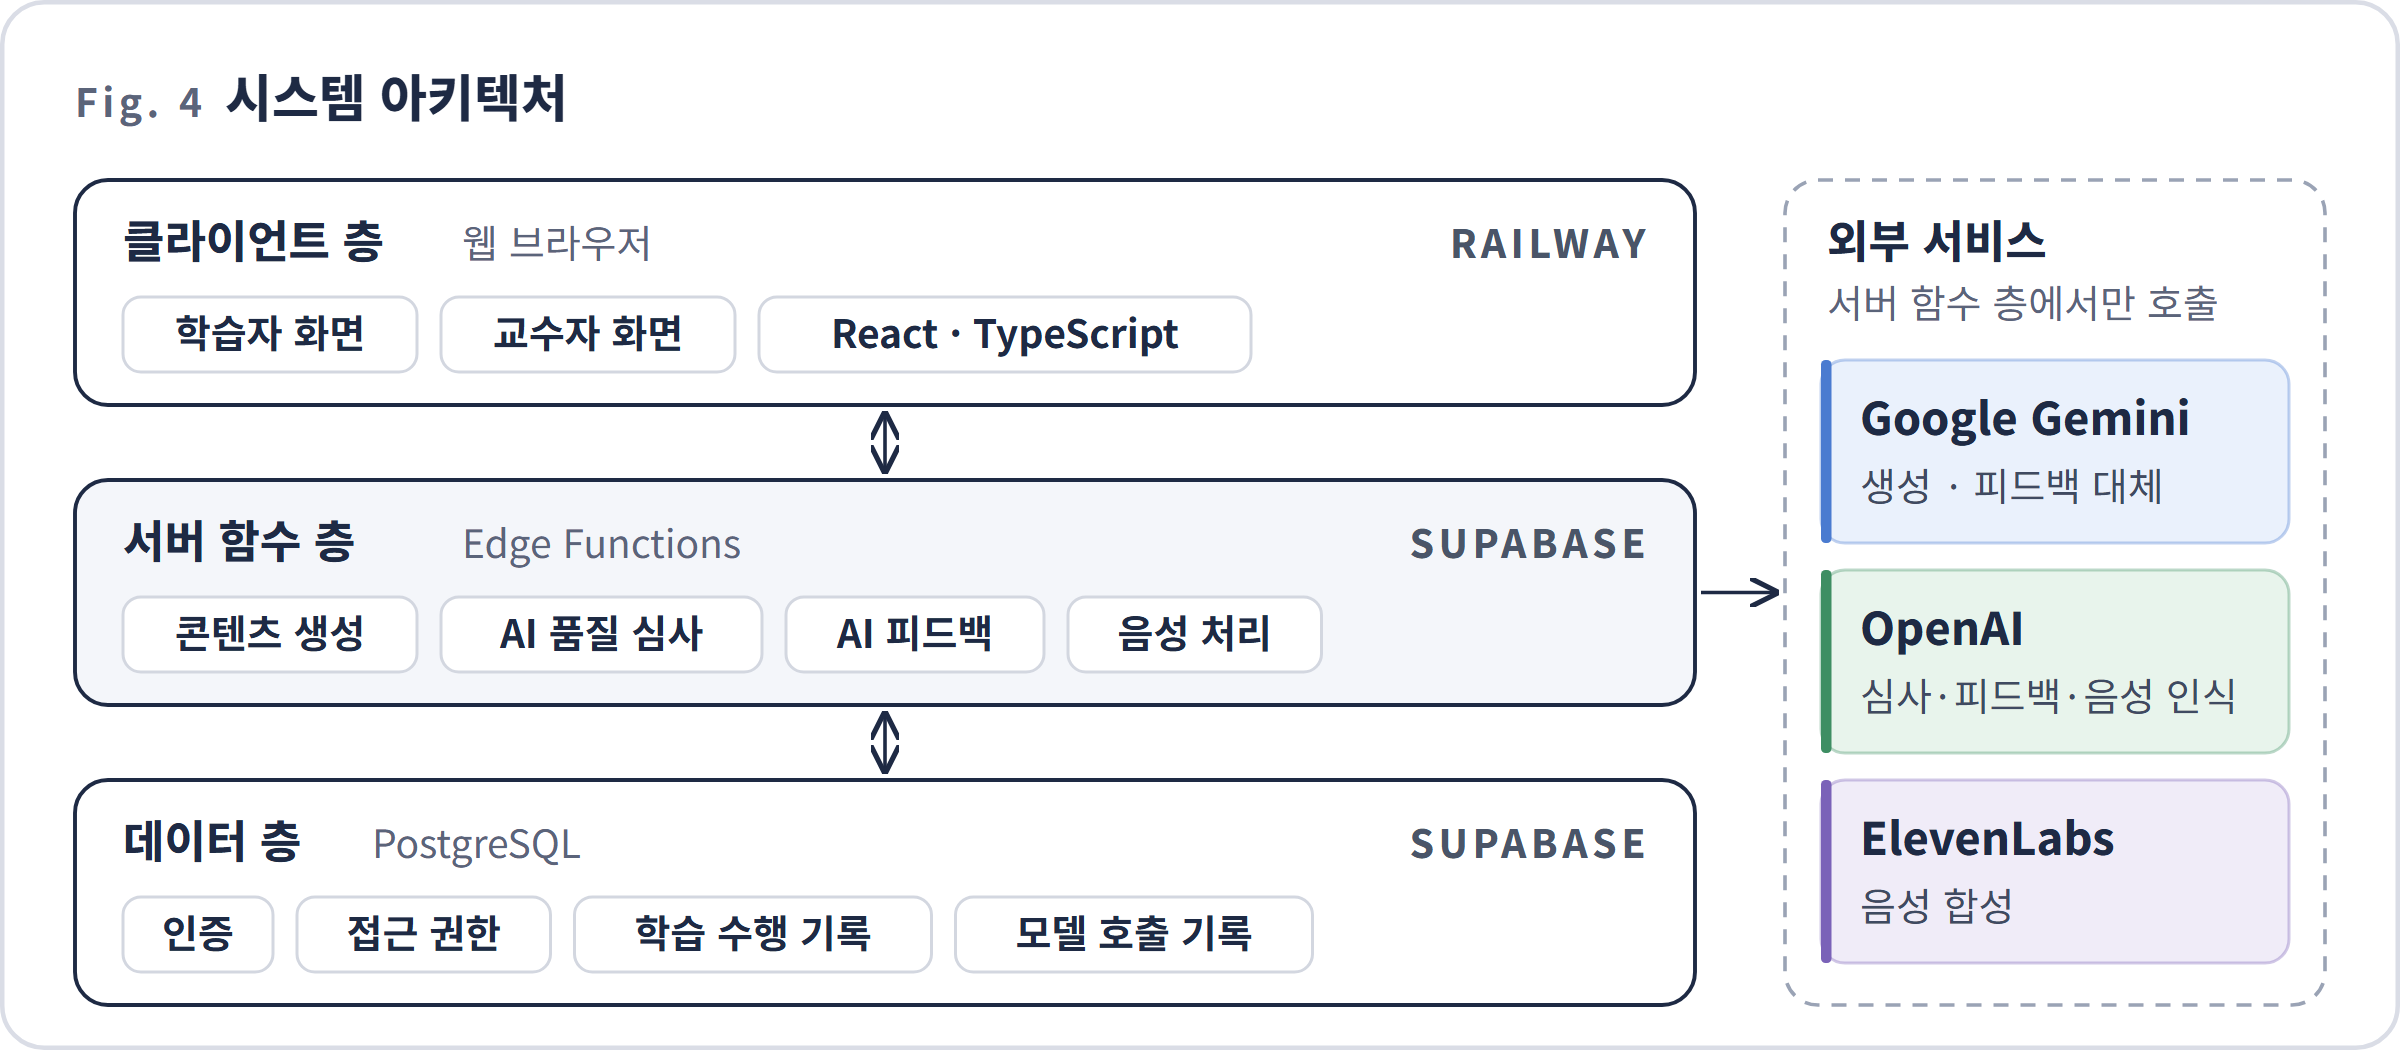 Fig. 4 시스템 아키텍처
클라이언트 층 웹 브라우저 RAILWAY
학습자 화면 교수자 화면 React · TypeScript
서버 함수 층 Edge Functions SUPABASE
콘텐츠 생성 AI 품질 심사 AI 피드백 음성 처리
데이터 층 PostgreSQL SUPABASE
인증 접근 권한 학습 수행 기록 모델 호출 기록
외부 서비스
서버 함수 층에서만 호출
Google Gemini
생성 · 피드백 대체
OpenAI
심사·피드백·음성 인식
ElevenLabs
음성 합성